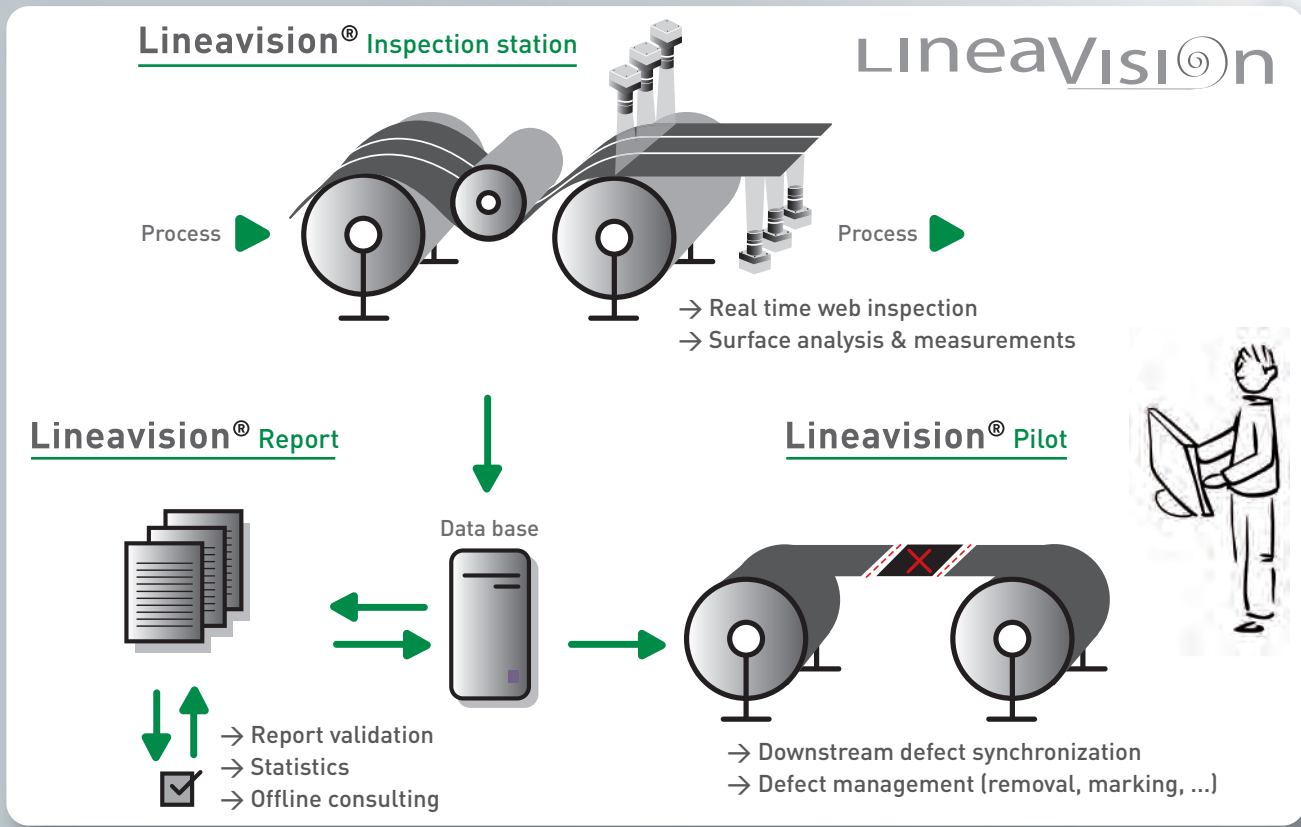 Lineavision® Inspection station
LineaVision
Process
Process
→ Real time web inspection
→ Surface analysis & measurements
Lineavision® Report
Lineavision® Pilot
Data base
→ Report validation
→ Statistics
→ Offline consulting
→ Downstream defect synchronization
→ Defect management (removal, marking, ...)